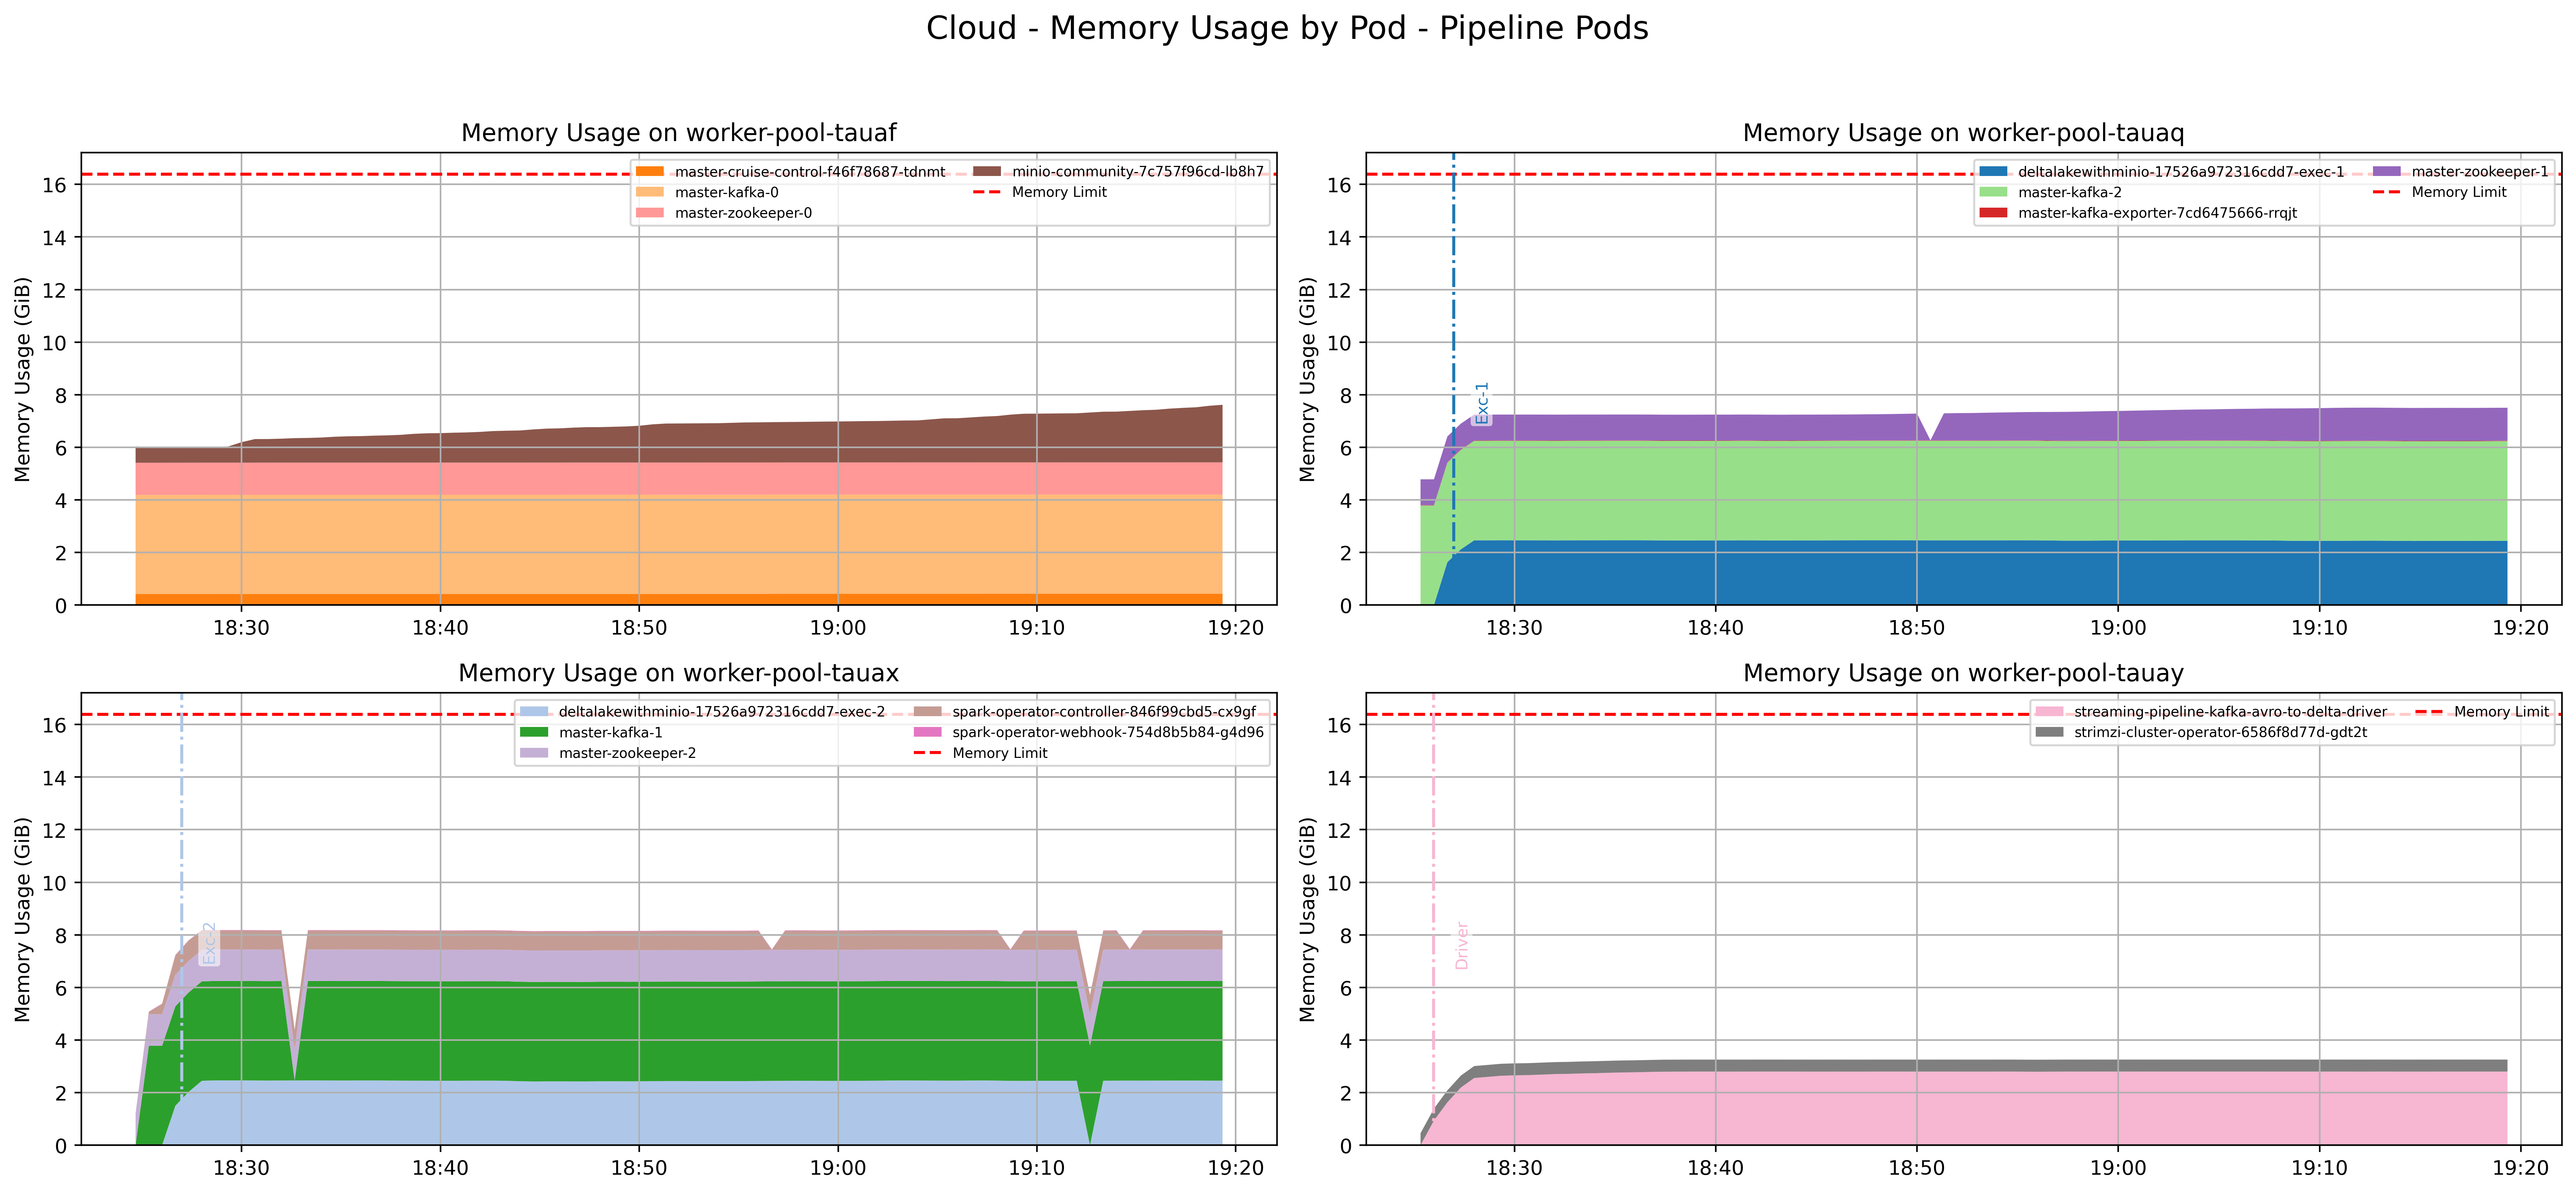 Cloud - Memory Usage by Pod - Pipeline Pods
Memory Usage on worker-pool-tauaf
Memory Usage (GiB)
16
14
12
10
8
6
4
2
0
master-cruise-control-f46f78687-tdnmt
master-kafka-0
master-zookeeper-0
minio-community-7c757f96cd-lb8h7
Memory Limit
18:30 18:40 18:50 19:00 19:10 19:20
Memory Usage on worker-pool-tauaq
Memory Usage (GiB)
16
14
12
10
8
6
4
2
0
deltalakewithminio-17526a972316cdd7-exec-1
master-kafka-2
master-kafka-exporter-7cd6475666-rrqjt
master-zookeeper-1
Memory Limit
Exc-1
18:30 18:40 18:50 19:00 19:10 19:20
Memory Usage on worker-pool-tauax
Memory Usage (GiB)
16
14
12
10
8
6
4
2
0
deltalakewithminio-17526a972316cdd7-exec-2
master-kafka-1
master-zookeeper-2
spark-operator-controller-846f99cbd5-cx9gf
spark-operator-webhook-754d8b5b84-g4d96
Memory Limit
Exc-2
18:30 18:40 18:50 19:00 19:10 19:20
Memory Usage on worker-pool-tauay
Memory Usage (GiB)
16
14
12
10
8
6
4
2
0
streaming-pipeline-kafka-avro-to-delta-driver
strimzi-cluster-operator-6586f8d77d-gdt2t
Memory Limit
Driver
18:30 18:40 18:50 19:00 19:10 19:20